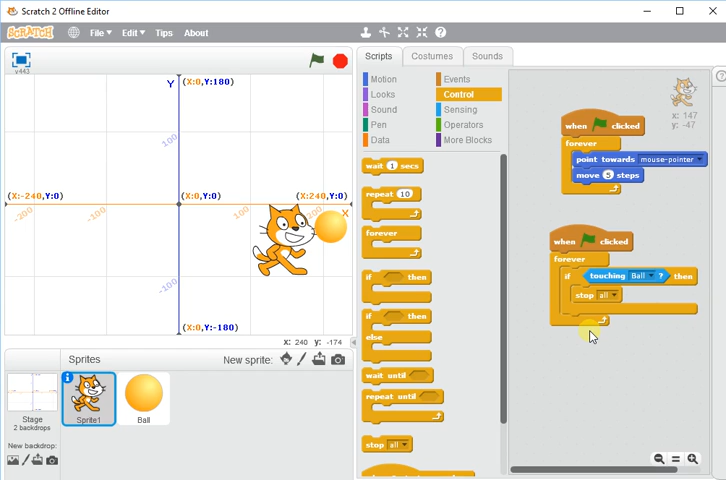 Scratch 2 Offline Editor
SCRATCH File Edit Tips About
v443
Y (X:0,Y:180)
100
(X:-240,Y:0) (X:0,Y:0) (X:240,Y:0)
-200 -100 100 200 X
-100
(X:0,Y:-180)
x: 240 y: -174
Sprites New sprite:
Stage
2 backdrops
New backdrop:
Sprite1
Ball
Scripts Costumes Sounds
Motion Events
Looks Control
Sound Sensing
Pen Operators
Data More Blocks
wait 1 secs
repeat 10
forever
if then
if then
else
wait until
repeat until
stop all
x: 147
y: -47
when clicked
forever
point towards mouse-pointer
move 5 steps
when clicked
forever
if touching Ball ? then
stop all